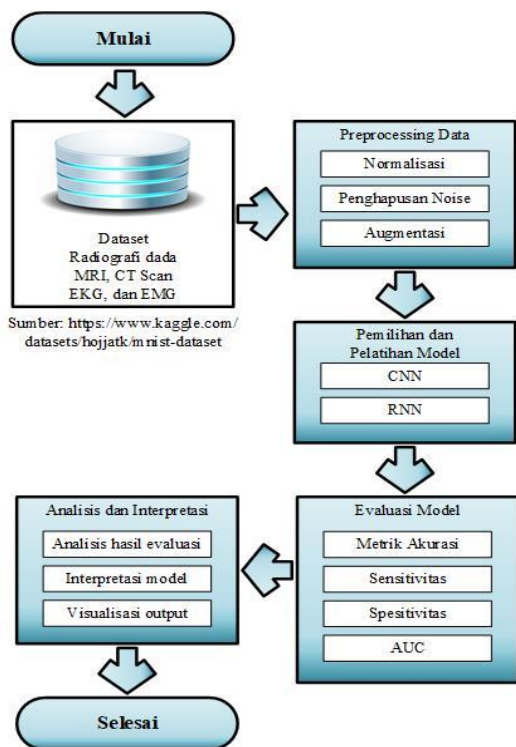 Mulai
Dataset
Radiografi dada
MRI, CT Scan
EKG, dan EMG
Sumber: https://www.kaggle.com/
datasets/hojjatk/mnist-dataset
Preprocessing Data
Normalisasi
Penghapusan Noise
Augmentasi
Pemilihan dan
Pelatihan Model
CNN
RNN
Evaluasi Model
Metrik Akurasi
Sensitivitas
Spesitivitas
AUC
Analisis dan Interpretasi
Analisis hasil evaluasi
Interpretasi model
Visualisasi output
Selesai